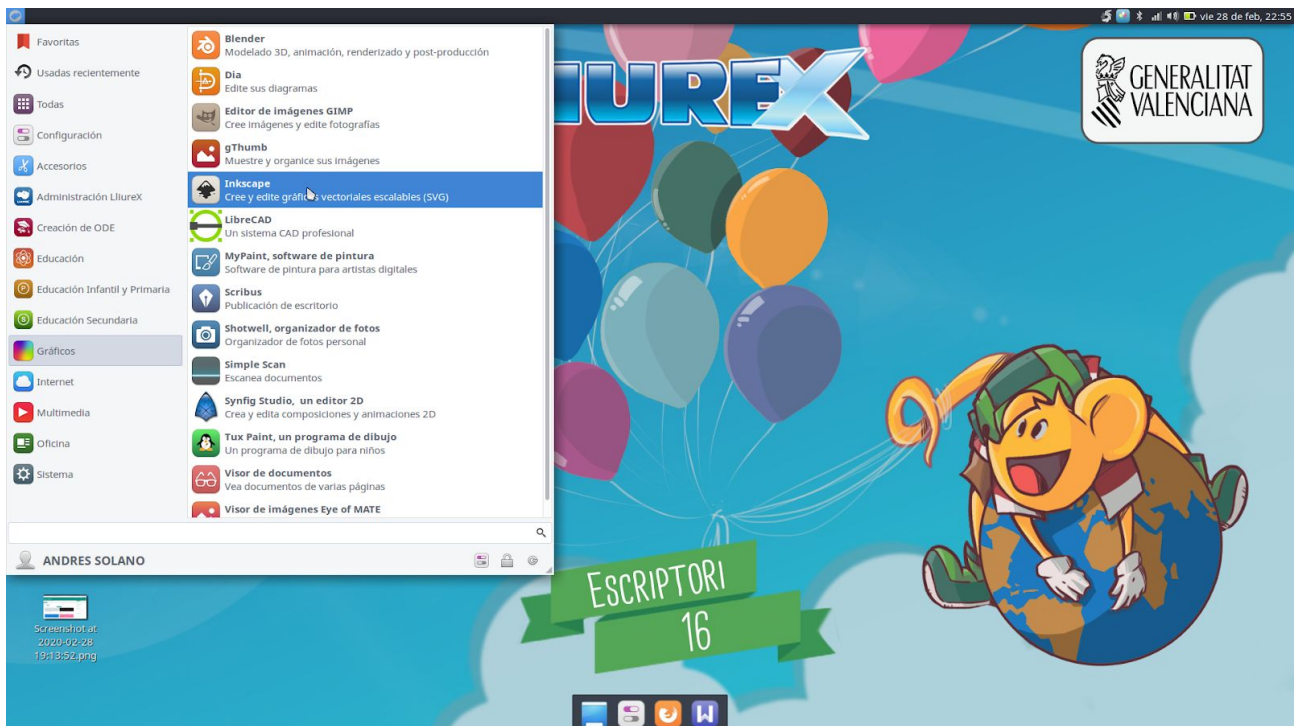 vie 28 de feb, 22:55
Favoritas
Usadas recientemente
Todas
Configuración
Accesorios
Administración LliureX
Creación de ODE
Educación
Educación Infantil y Primaria
Educación Secundaria
Gráficos
Internet
Multimedia
Oficina
Sistema
Blender
Modelado 3D, animación, renderizado y post-producción
Dia
Edite sus diagramas
Editor de imágenes GIMP
Cree imágenes y edite fotografías
gThumb
Muestre y organice sus imágenes
Inkscape
Cree y edite gráficos vectoriales escalables (SVG)
LibreCAD
Un sistema CAD profesional
MyPaint, software de pintura
Software de pintura para artistas digitales
Scribus
Publicación de escritorio
Shotwell, organizador de fotos
Organizador de fotos personal
Simple Scan
Escanea documentos
Synfig Studio, un editor 2D
Crea y edita composiciones y animaciones 2D
Tux Paint, un programa de dibujo
Un programa de dibujo para niños
Visor de documentos
Vea documentos de varias páginas
Visor de imágenes Eye of MATE
ANDRES SOLANO
IUREX
GENERALITAT
VALENCIANA
ESCRIPTORI
16
Screenshot at
2020-02-28
19:13:52.png